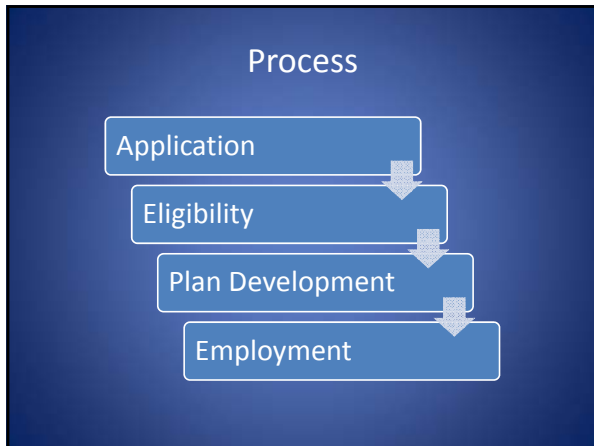 Process
Application
Eligibility
Plan Development
Employment